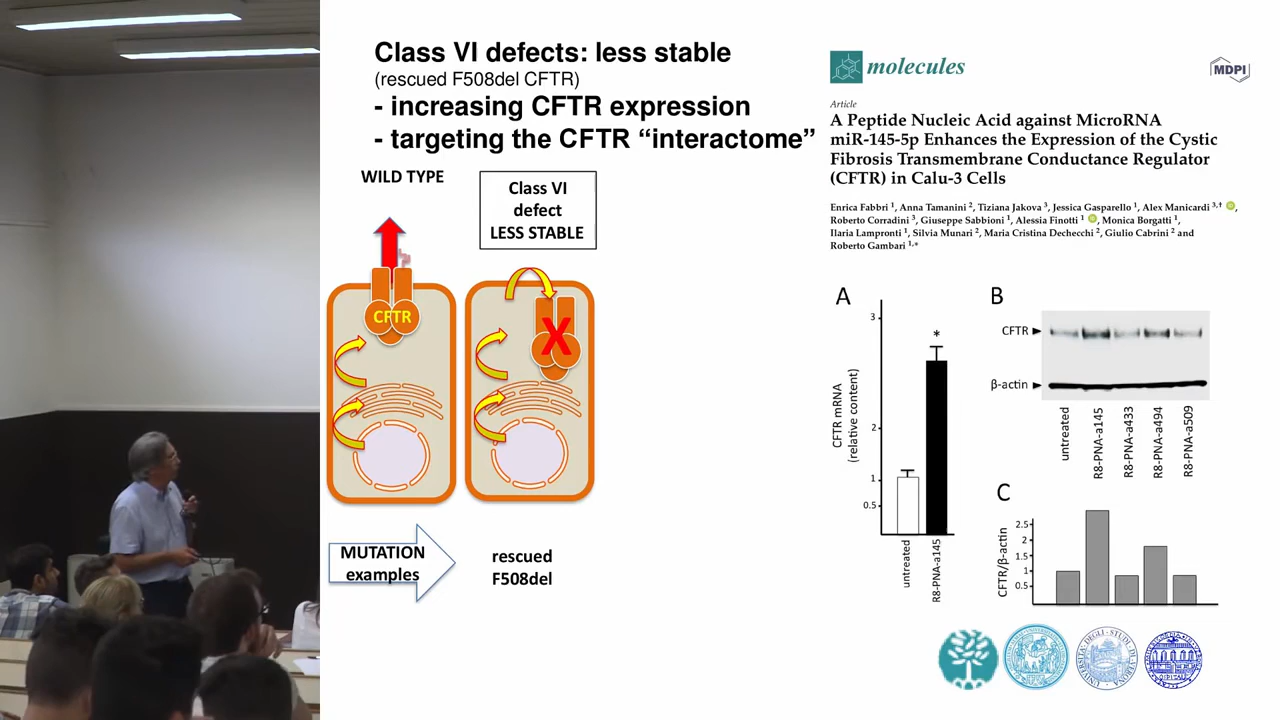 Class VI defects: less stable
(rescued F508del CFTR)
- increasing CFTR expression
- targeting the CFTR “interactome”
WILD TYPE
Class VI
defect
LESS STABLE
CFTR
X
MUTATION
examples
rescued
F508del
molecules
MDPI
Article
A Peptide Nucleic Acid against MicroRNA
miR-145-5p Enhances the Expression of the Cystic
Fibrosis Transmembrane Conductance Regulator
(CFTR) in Calu-3 Cells
Enrica Fabbri 1, Anna Tamanini 2, Tiziana Jakova 3, Jessica Gasparello 1, Alex Manicardi 3,†,
Roberto Corradini 3, Giuseppe Sabbioni 1, Alessia Finotti 1, Monica Borgatti 1,
Ilaria Lampronti 1, Silvia Munari 2, Maria Cristina Dechecchi 2, Giulio Cabrini 2 and
Roberto Gambari 1,*
A
CFTR mRNA
(relative content)
3
2
1
0.5
*
untreated
R8-PNA-a145
B
CFTR
β-actin
untreated
R8-PNA-a145
R8-PNA-a433
R8-PNA-a494
R8-PNA-a509
C
CFTR/β-actin
2.5
2
1.5
1
0.5